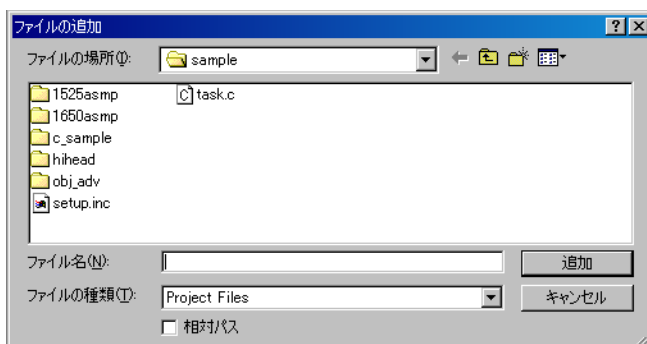 ファイルの追加
ファイルの場所(I):
sample
1525asmp
1650asmp
c_sample
hihead
obj_adv
setup.inc
task.c
ファイル名(N):
追加
ファイルの種類(T):
Project Files
キャンセル
相対パス